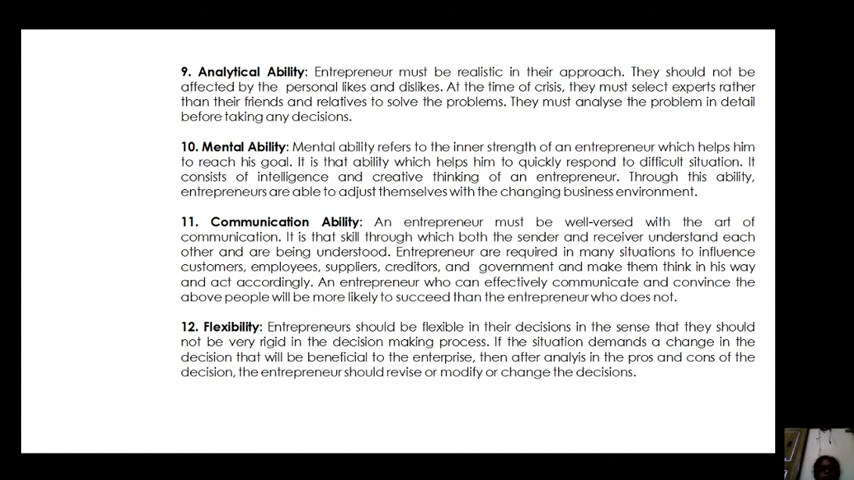 9. Analytical Ability: Entrepreneur must be realistic in their approach. They should not be
affected by the personal likes and dislikes. At the time of crisis, they must select experts rather
than their friends and relatives to solve the problems. They must analyse the problem in detail
before taking any decisions.
10. Mental Ability: Mental ability refers to the inner strength of an entrepreneur which helps him
to reach his goal. It is that ability which helps him to quickly respond to difficult situation. It
consists of intelligence and creative thinking of an entrepreneur. Through this ability,
entrepreneurs are able to adjust themselves with the changing business environment.
11. Communication Ability: An entrepreneur must be well-versed with the art of
communication. It is that skill through which both the sender and receiver understand each
other and are being understood. Entrepreneur are required in many situations to influence
customers, employees, suppliers, creditors, and government and make them think in his way
and act accordingly. An entrepreneur who can effectively communicate and convince the
above people will be more likely to succeed than the entrepreneur who does not.
12. Flexibility: Entrepreneurs should be flexible in their decisions in the sense that they should
not be very rigid in the decision making process. If the situation demands a change in the
decision that will be beneficial to the enterprise, then after analyis in the pros and cons of the
decision, the entrepreneur should revise or modify or change the decisions.